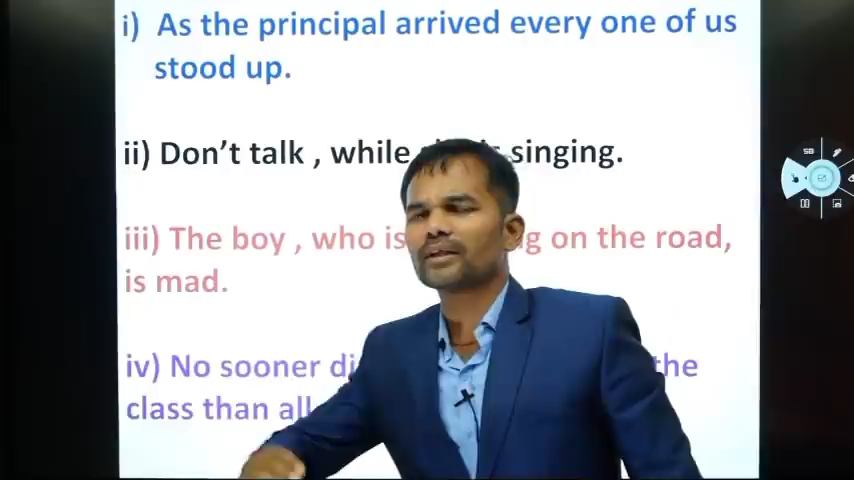 i) As the principal arrived every one of us
stood up.
ii) Don't talk , while singing.
iii) The boy , who is on the road,
is mad.
iv) No sooner the
class than all
SB